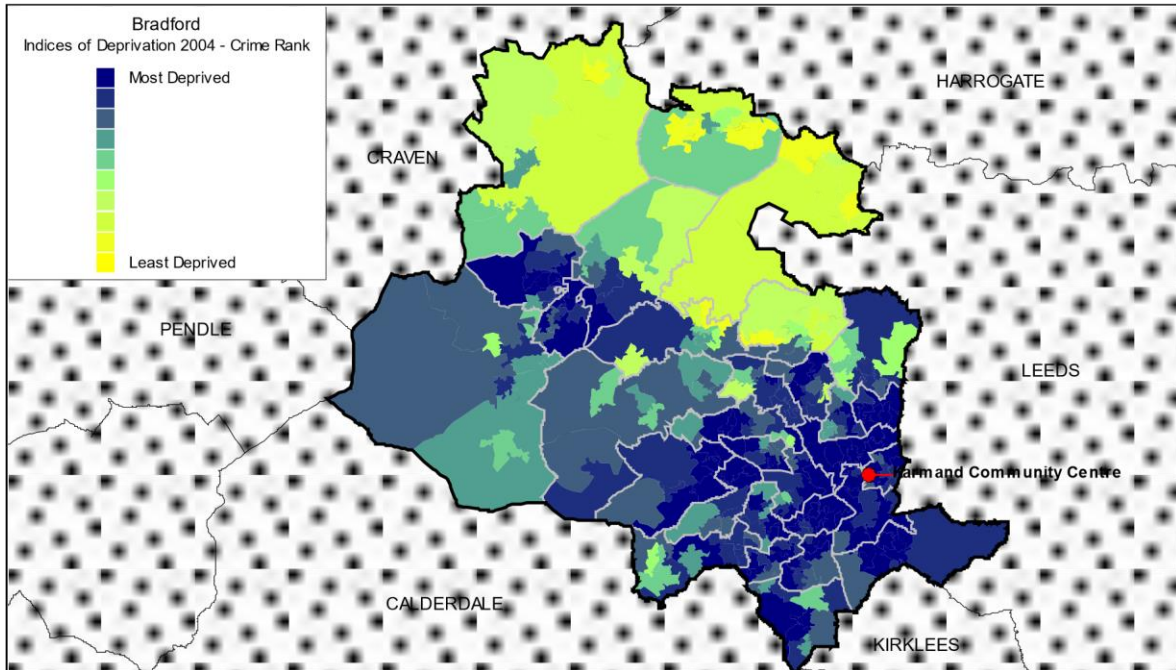 Bradford
Indices of Deprivation 2004 - Crime Rank
Most Deprived
Least Deprived
HARROGATE
CRAVEN
PENDLE
LEEDS
Karmand Community Centre
CALDERDALE
KIRKLEES